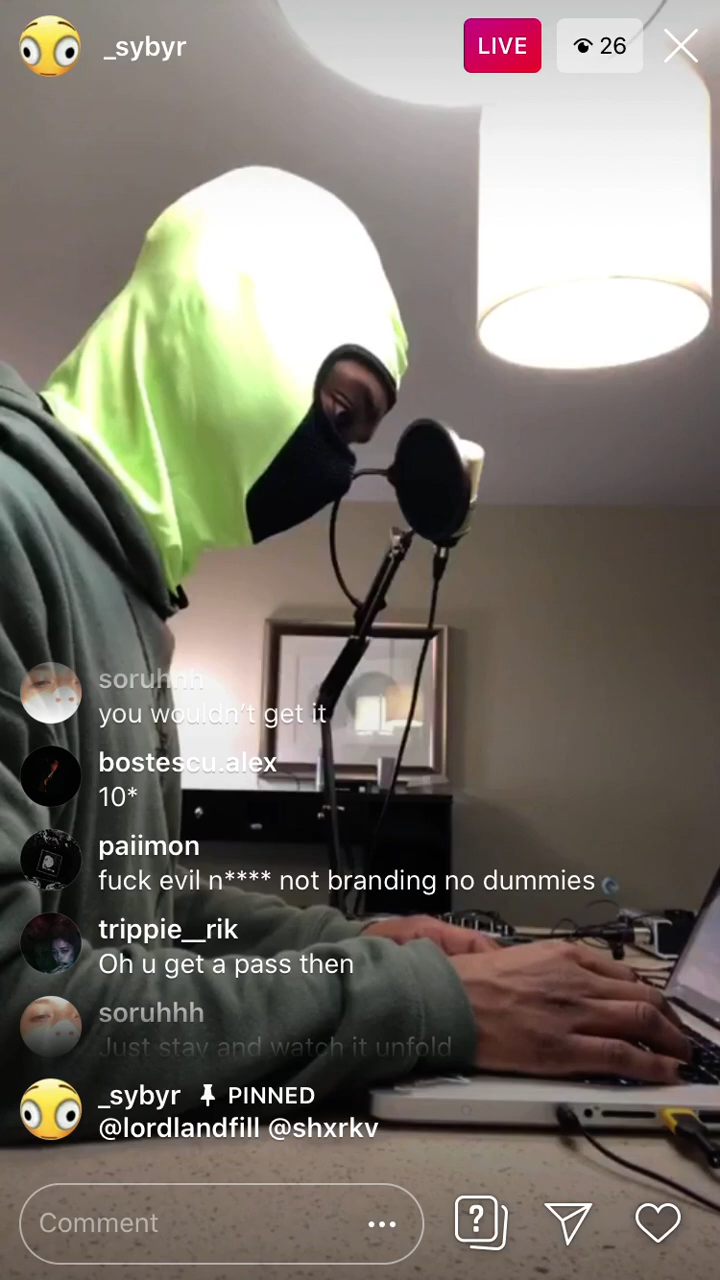 _sybyr
LIVE
26
soruhhh
you wouldn't get it
bostescu.alex
10*
paiimon
fuck evil n**** not branding no dummies
trippie__rik
Oh u get a pass then
soruhhh
Just stay and watch it unfold
_sybyr PINNED
@lordlandfill @shxrkv
Comment